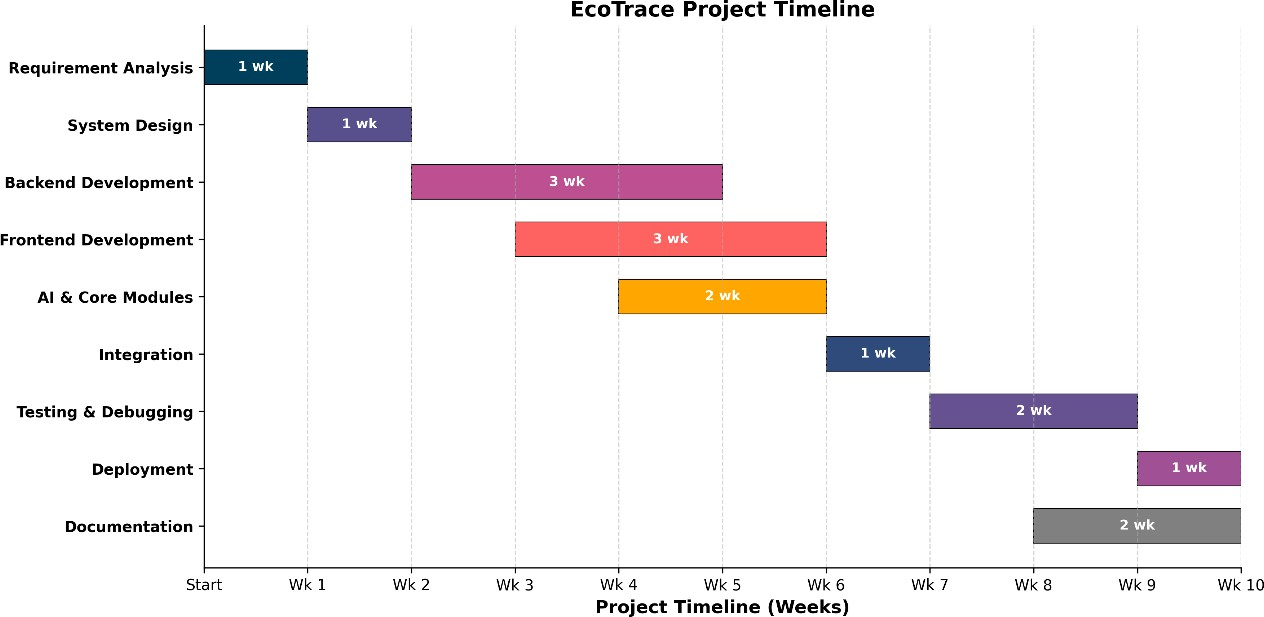 EcoTrace Project Timeline
Requirement Analysis
1 wk
System Design
1 wk
Backend Development
3 wk
Frontend Development
3 wk
AI & Core Modules
2 wk
Integration
1 wk
Testing & Debugging
2 wk
Deployment
1 wk
Documentation
2 wk
Start Wk 1 Wk 2 Wk 3 Wk 4 Wk 5 Wk 6 Wk 7 Wk 8 Wk 9 Wk 10
Project Timeline (Weeks)